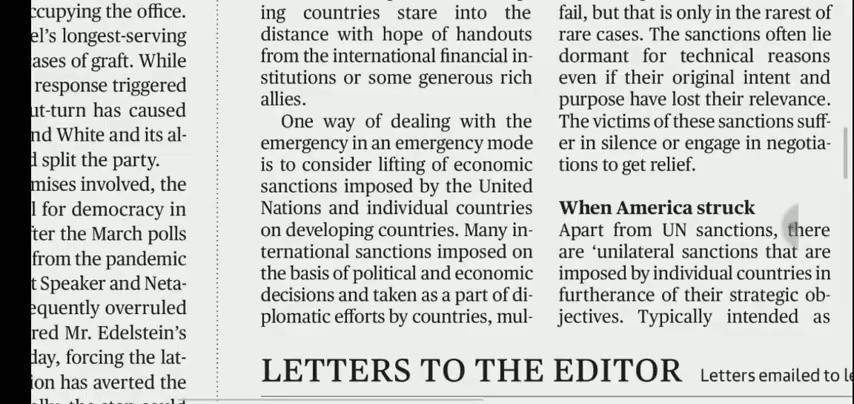 ccupying the office.
el's longest-serving
ases of graft. While
response triggered
ut-turn has caused
nd White and its al-
d split the party.
mises involved, the
l for democracy in
fter the March polls
from the pandemic
t Speaker and Neta-
equently overruled
red Mr. Edelstein's
day, forcing the lat-
ion has averted the
ing countries stare into the
distance with hope of handouts
from the international financial in-
stitutions or some generous rich
allies.
One way of dealing with the
emergency in an emergency mode
is to consider lifting of economic
sanctions imposed by the United
Nations and individual countries
on developing countries. Many in-
ternational sanctions imposed on
the basis of political and economic
decisions and taken as a part of di-
plomatic efforts by countries, mul-
fail, but that is only in the rarest of
rare cases. The sanctions often lie
dormant for technical reasons
even if their original intent and
purpose have lost their relevance.
The victims of these sanctions suff-
er in silence or engage in negotia-
tions to get relief.
When America struck
Apart from UN sanctions, there
are ‘unilateral sanctions that are
imposed by individual countries in
furtherance of their strategic ob-
jectives. Typically intended as
LETTERS TO THE EDITOR Letters emailed to le